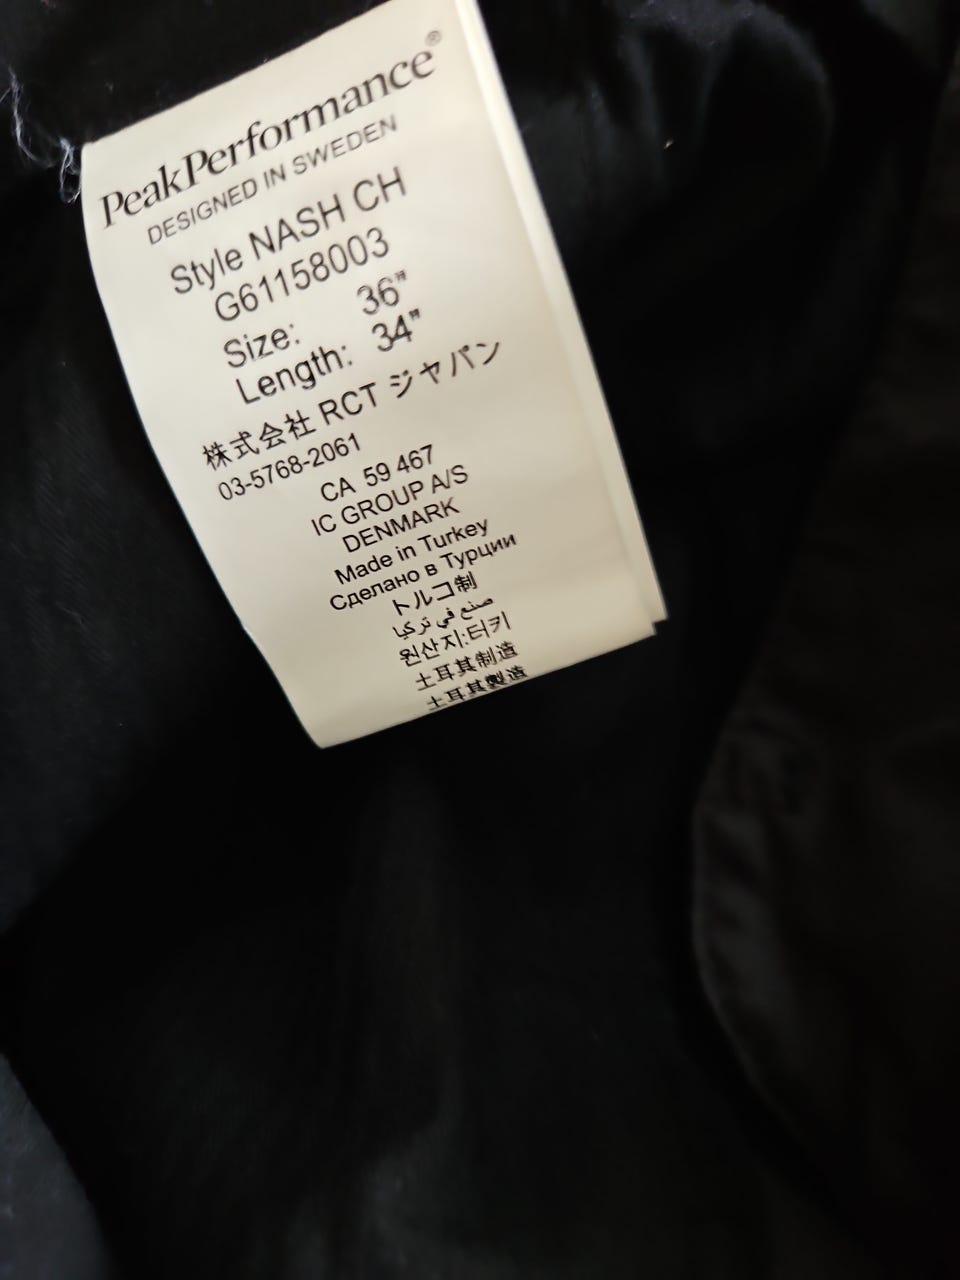 PeakPerformance®
DESIGNED IN SWEDEN
Style NASH CH
G61158003
Size: 36"
Length: 34"
株式会社 RCT ジャパン
03-5768-2061
CA 59 467
IC GROUP A/S
DENMARK
Made in Turkey
Сделано в Турции
トルコ制
صنع في تركيا
원산지:터키
土耳其制造
土耳其製造